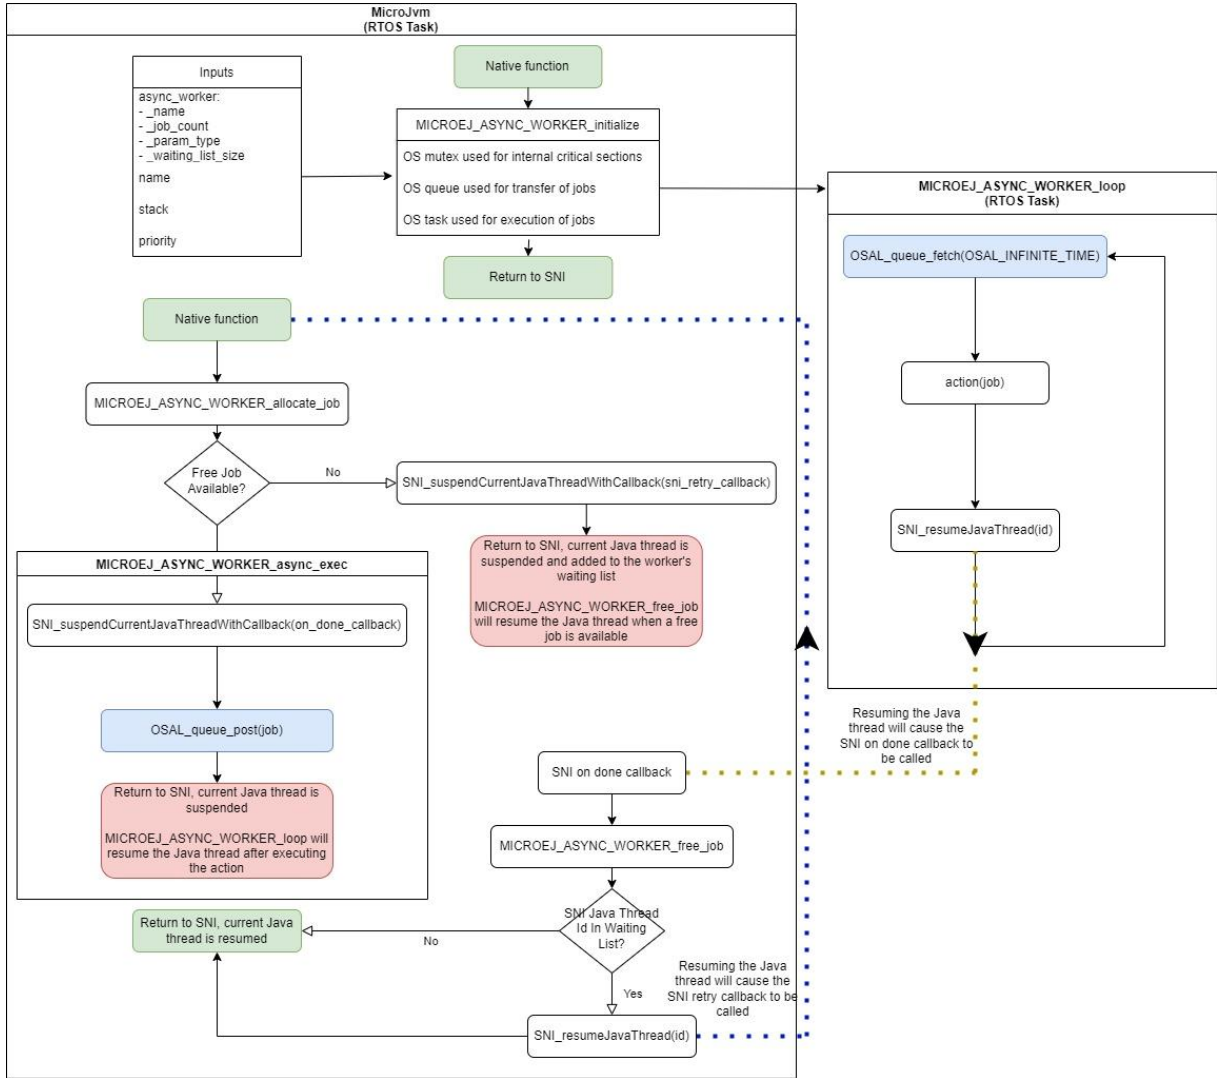 MicroJvm
(RTOS Task)
Inputs
async_worker:
- _name
- _job_count
- _param_type
- _waiting_list_size
name
stack
priority
Native function
MICROEJ_ASYNC_WORKER_initialize
OS mutex used for internal critical sections
OS queue used for transfer of jobs
OS task used for execution of jobs
Return to SNI
MICROEJ_ASYNC_WORKER_loop
(RTOS Task)
OSAL_queue_fetch(OSAL_INFINITE_TIME)
action(job)
SNI_resumeJavaThread(id)
Native function
MICROEJ_ASYNC_WORKER_allocate_job
Free Job
Available?
No
SNI_suspendCurrentJavaThreadWithCallback(sni_retry_callback)
Return to SNI, current Java thread is
suspended and added to the worker's
waiting list
MICROEJ_ASYNC_WORKER_free_job
will resume the Java thread when a free
job is available
MICROEJ_ASYNC_WORKER_async_exec
SNI_suspendCurrentJavaThreadWithCallback(on_done_callback)
OSAL_queue_post(job)
Return to SNI, current Java thread is
suspended
MICROEJ_ASYNC_WORKER_loop will
resume the Java thread after executing
the action
Resuming the Java
thread will cause the
SNI on done callback to
be called
SNI on done callback
MICROEJ_ASYNC_WORKER_free_job
SNI Java Thread
Id In Waiting
List?
No
Return to SNI, current Java
thread is resumed
Yes
Resuming the Java
thread will cause the
SNI retry callback to be
called
SNI_resumeJavaThread(id)